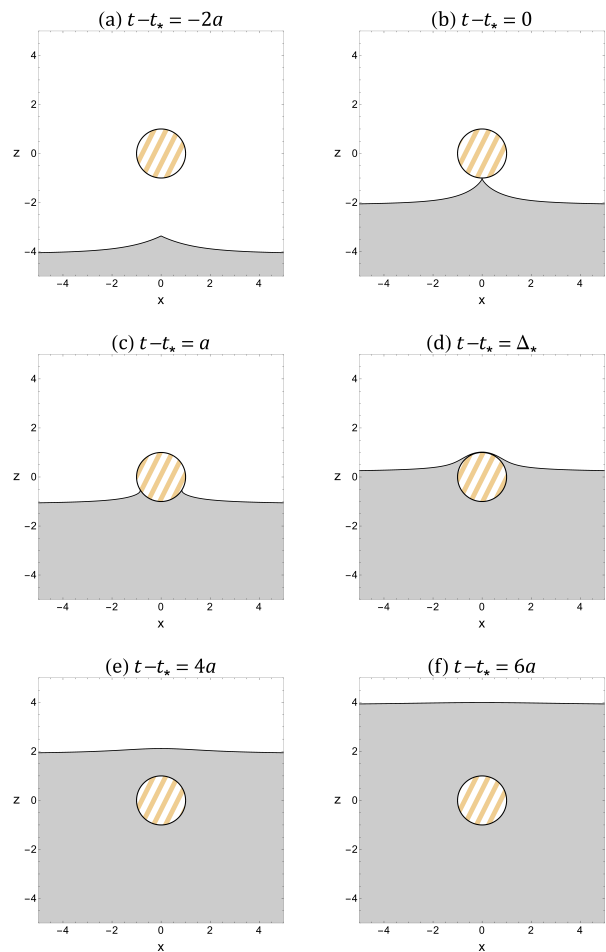 (a) t−t⋆ = −2a
(b) t−t⋆ = 0
4
2
z 0
−2
−4
−4 −2 0 2 4
x
4
2
z 0
−2
−4
−4 −2 0 2 4
x
(c) t−t⋆ = a
(d) t−t⋆ = Δ⋆
4
2
z 0
−2
−4
−4 −2 0 2 4
x
4
2
z 0
−2
−4
−4 −2 0 2 4
x
(e) t−t⋆ = 4a
(f) t−t⋆ = 6a
4
2
z 0
−2
−4
−4 −2 0 2 4
x
4
2
z 0
−2
−4
−4 −2 0 2 4
x